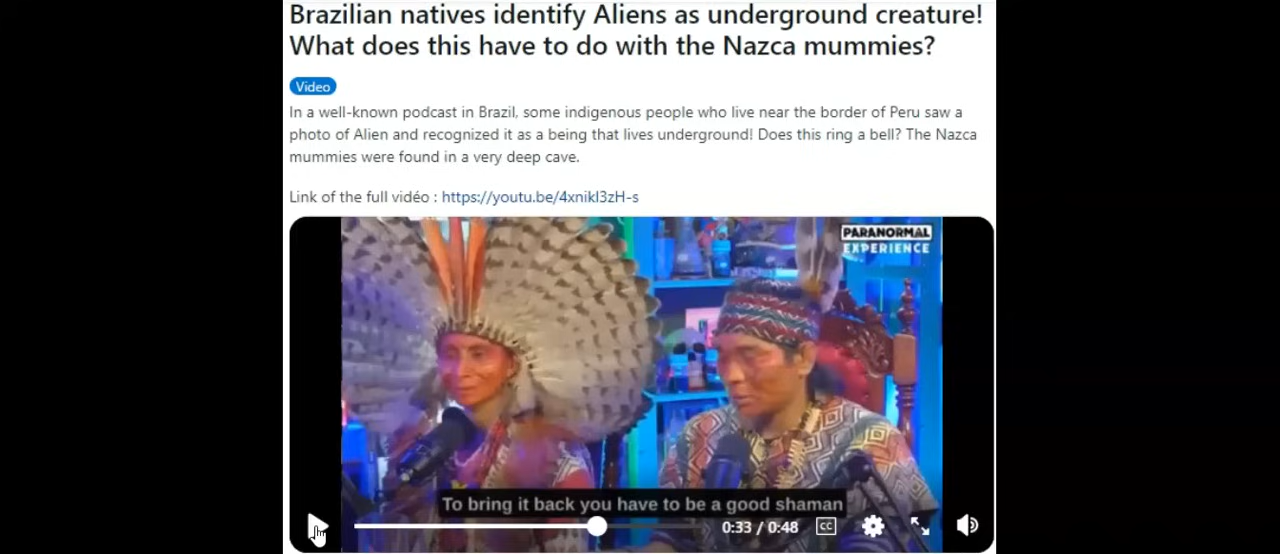 Brazilian natives identify Aliens as underground creature!
What does this have to do with the Nazca mummies?
Video
In a well-known podcast in Brazil, some indigenous people who live near the border of Peru saw a
photo of Alien and recognized it as a being that lives underground! Does this ring a bell? The Nazca
mummies were found in a very deep cave.
Link of the full vidéo : https://youtu.be/4xnikI3zH-s
PARANORMAL
EXPERIENCE
To bring it back you have to be a good shaman
0:33 / 0:48
CC